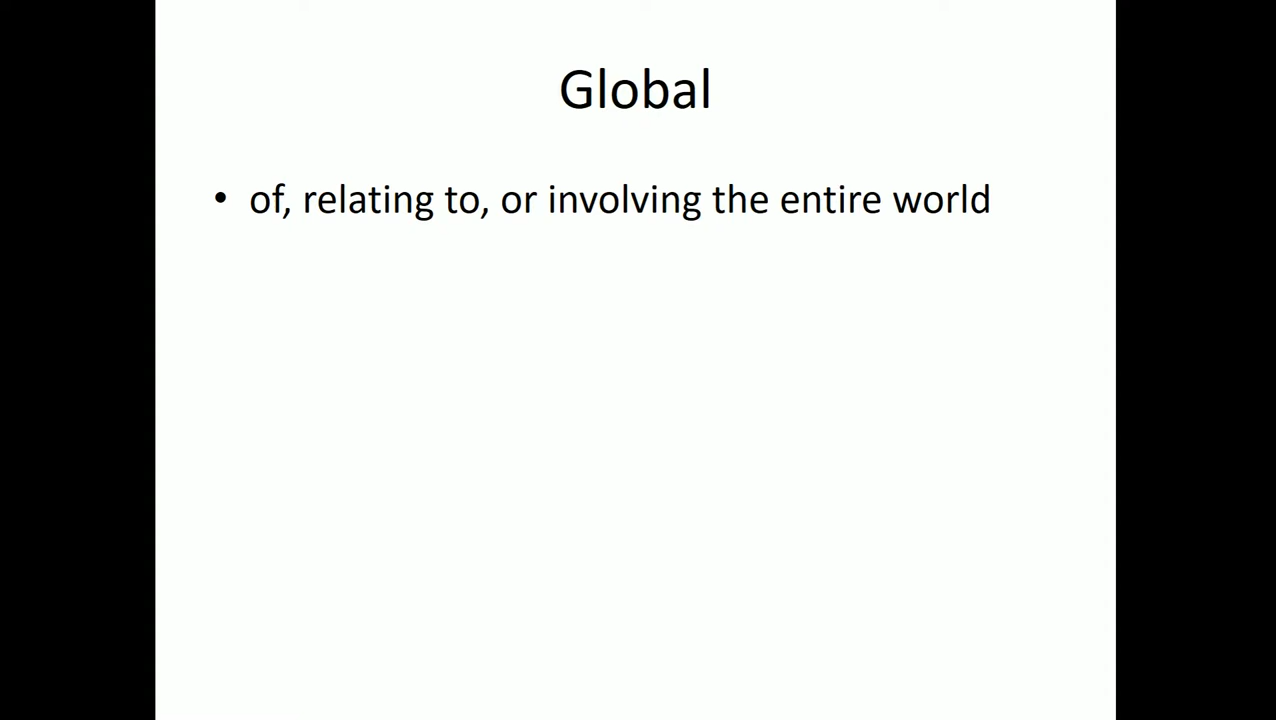 Global
• of, relating to, or involving the entire world